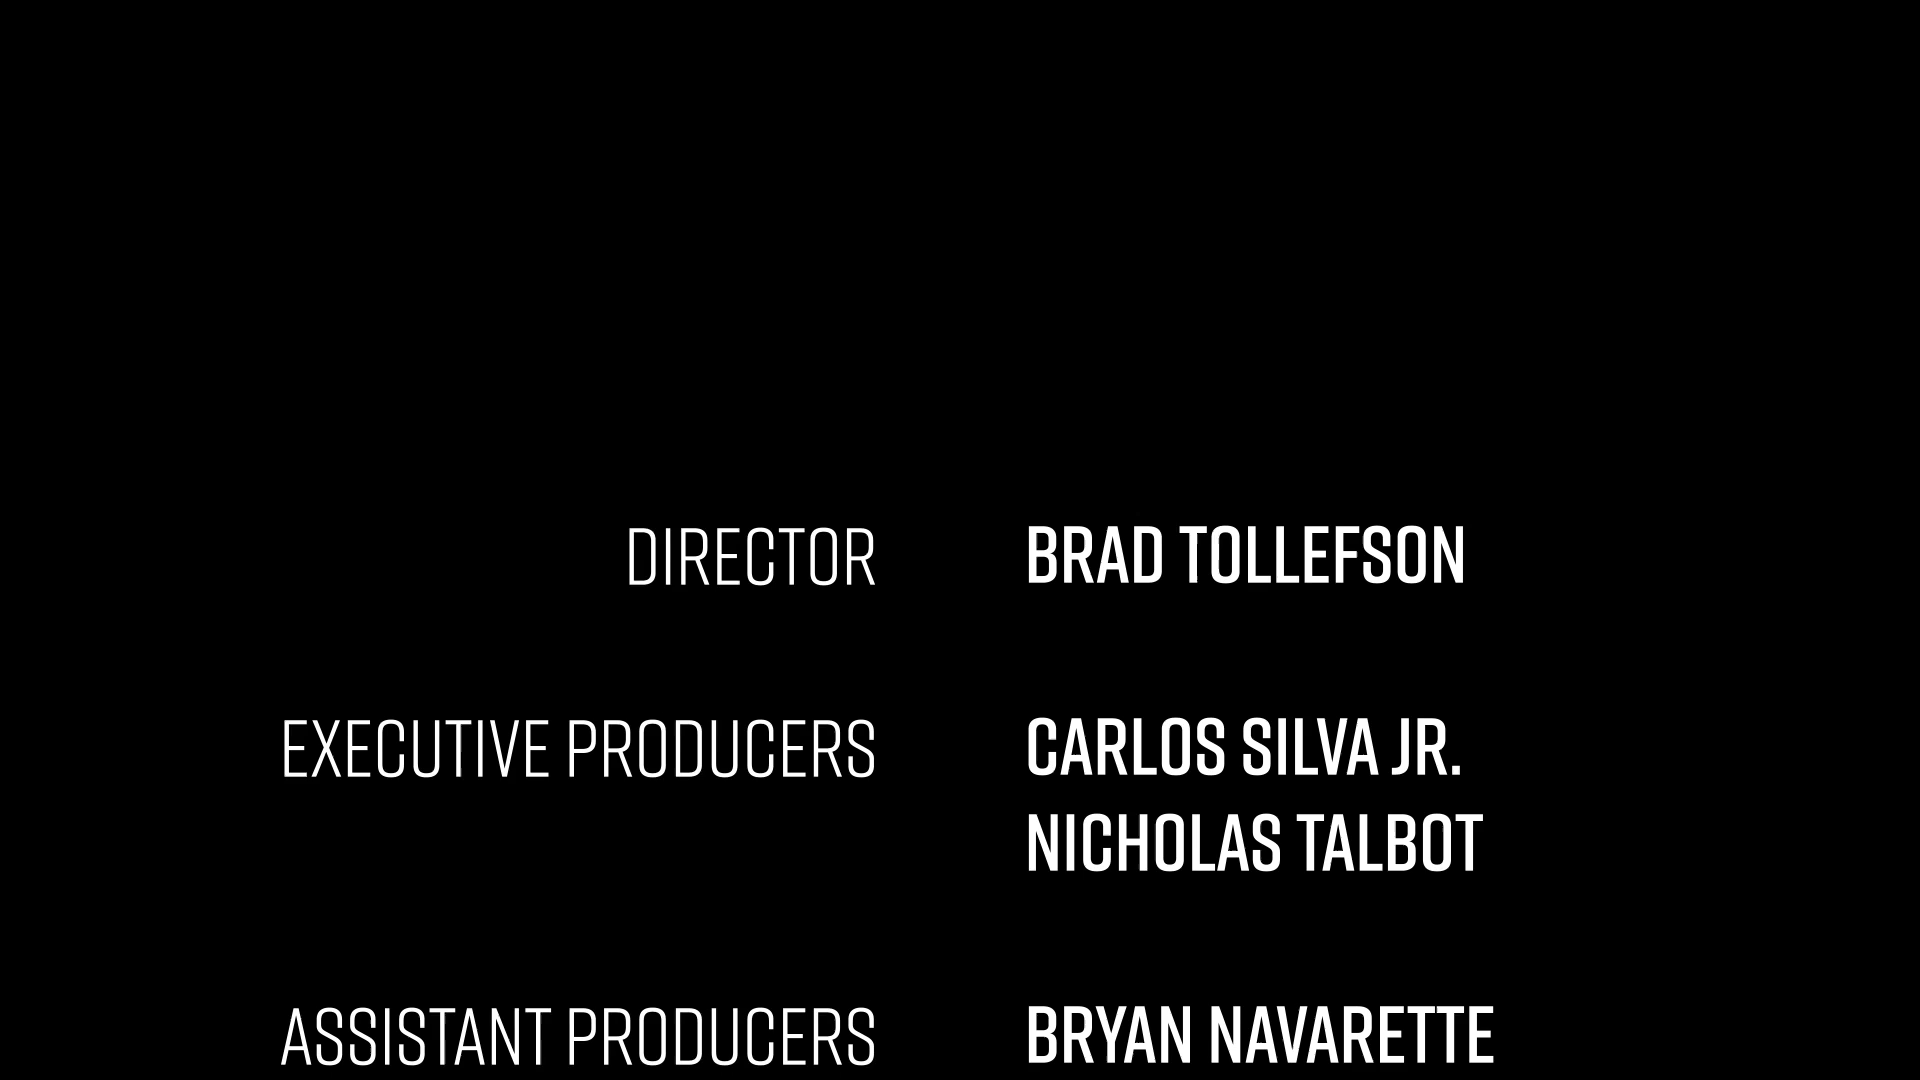 DIRECTOR BRAD TOLLEFSON
EXECUTIVE PRODUCERS CARLOS SILVA JR.
NICHOLAS TALBOT
ASSISTANT PRODUCERS BRYAN NAVARETTE